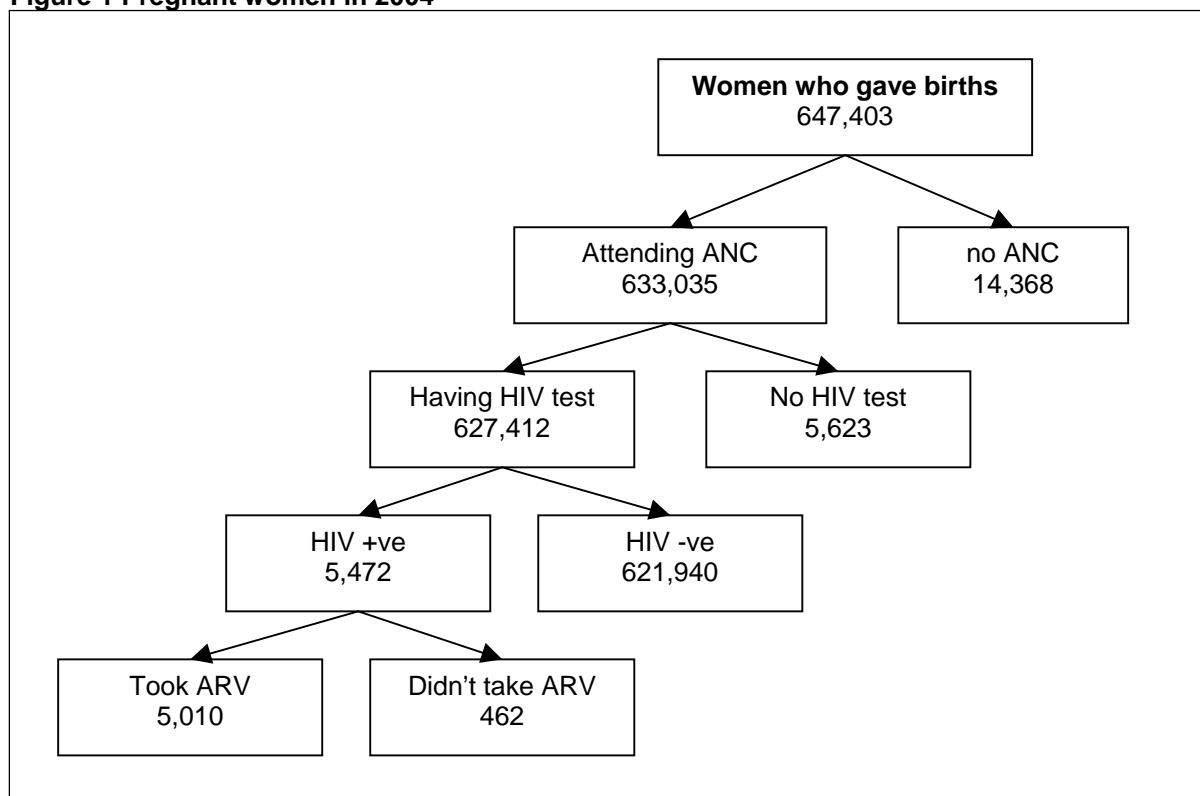 Figure 1 Pregnant women in 2004
Women who gave births
647,403
Attending ANC
633,035
no ANC
14,368
Having HIV test
627,412
No HIV test
5,623
HIV +ve
5,472
HIV -ve
621,940
Took ARV
5,010
Didn't take ARV
462